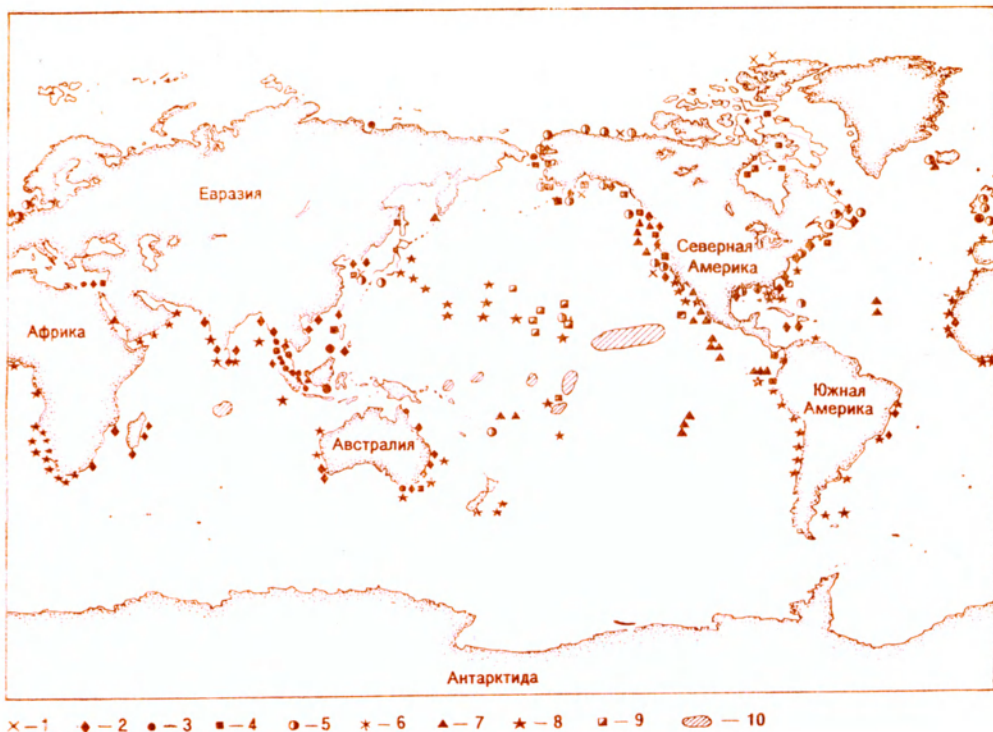 Евразия
Северная
Америка
Африка
Южная
Америка
Австралия
Антарктида
— 1 — 2 — 3 — 4 — 5 — 6 — 7 — 8 — 9 — 10